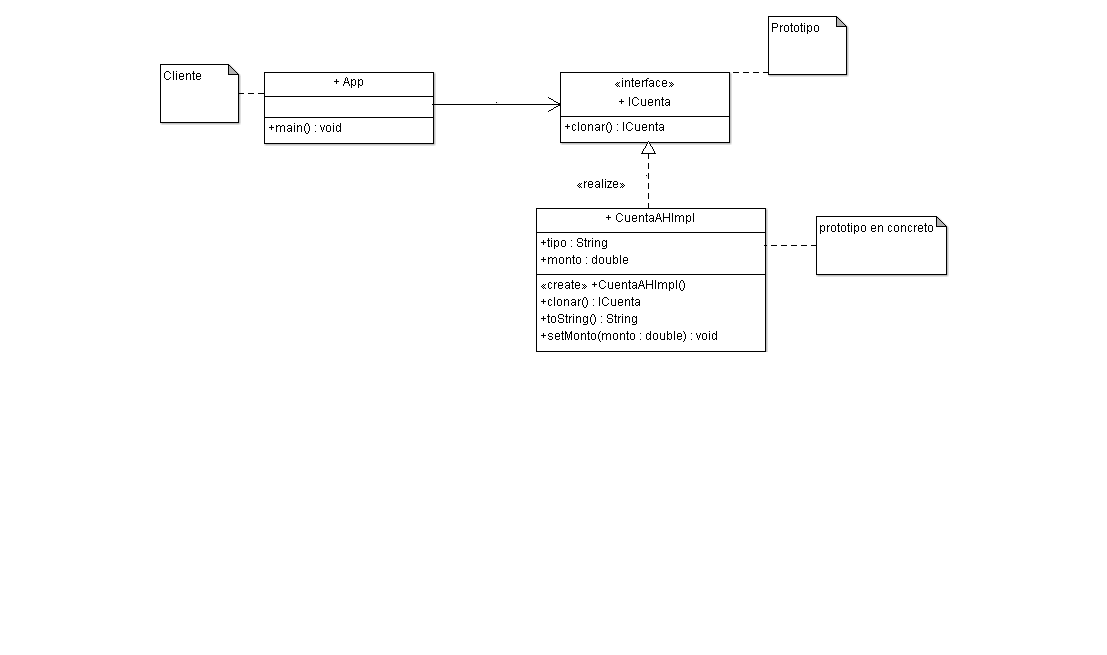 Prototipo
Cliente
+ App
+main() : void
«interface»
+ ICuenta
+clonar() : ICuenta
«realize»
+ CuentaAHImpl
+tipo : String
+monto : double
«create» +CuentaAHImpl()
+clonar() : ICuenta
+toString() : String
+setMonto(monto : double) : void
prototipo en concreto